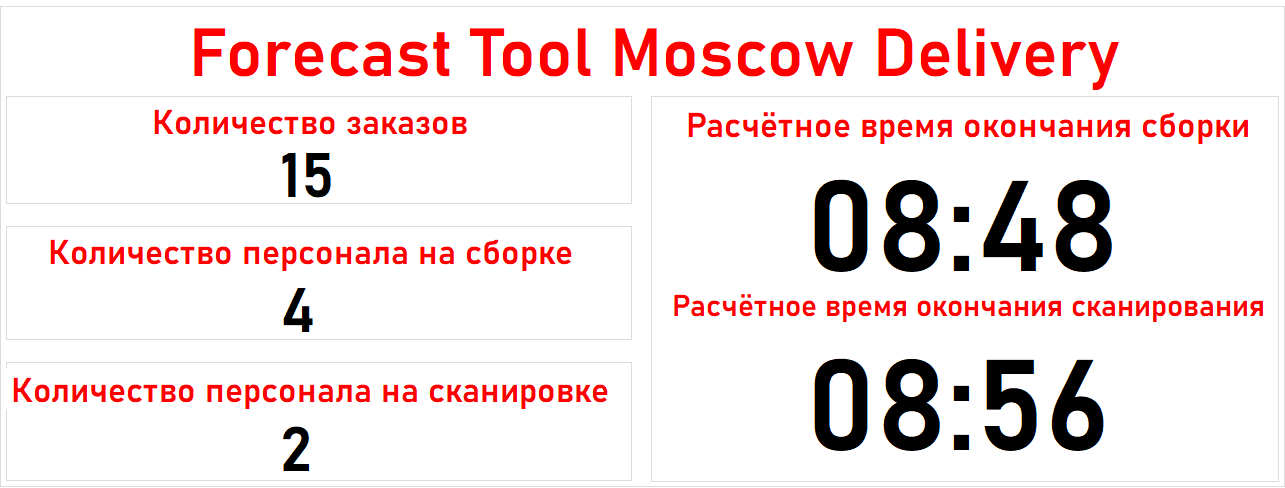 Forecast Tool Moscow Delivery
Количество заказов
15
Количество персонала на сборке
4
Количество персонала на сканировке
2
Расчётное время окончания сборки
08:48
Расчётное время окончания сканирования
08:56